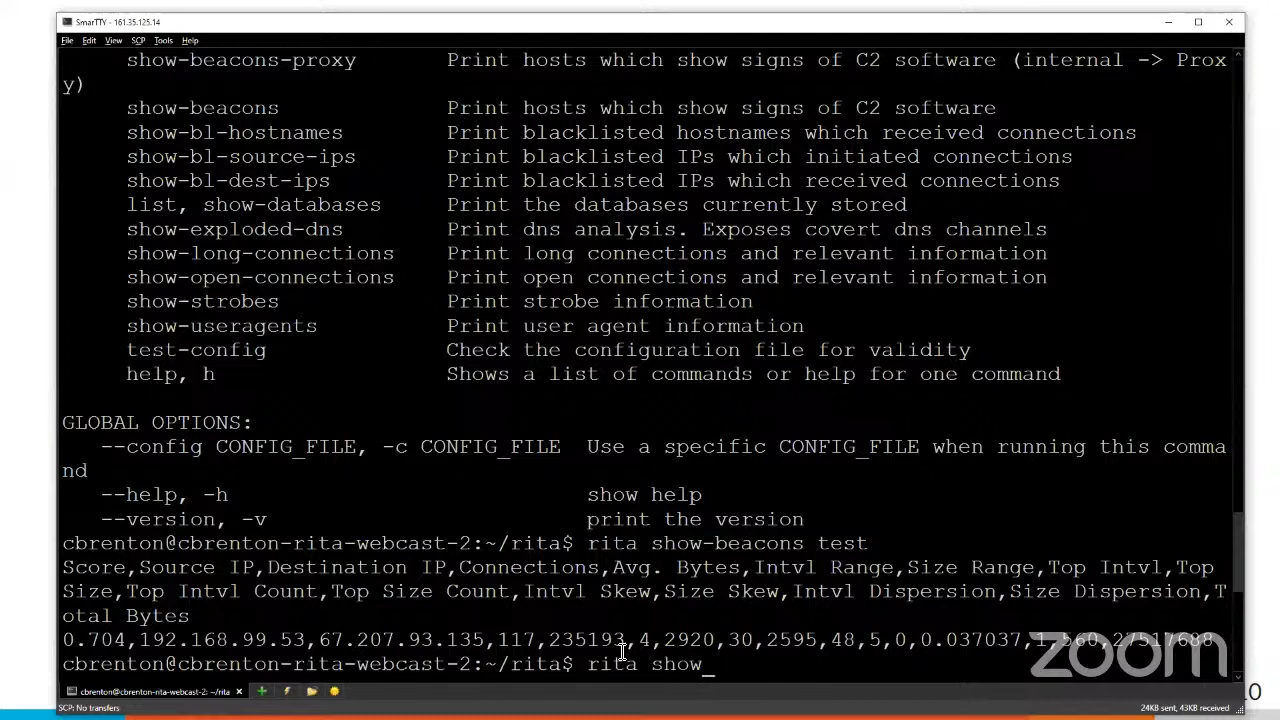 SmarTTY - 161.35.125.14
File Edit View SCP Tools Help
show-beacons-proxy Print hosts which show signs of C2 software (internal -> Prox
y)
show-beacons Print hosts which show signs of C2 software
show-bl-hostnames Print blacklisted hostnames which received connections
show-bl-source-ips Print blacklisted IPs which initiated connections
show-bl-dest-ips Print blacklisted IPs which received connections
list, show-databases Print the databases currently stored
show-exploded-dns Print dns analysis. Exposes covert dns channels
show-long-connections Print long connections and relevant information
show-open-connections Print open connections and relevant information
show-strobes Print strobe information
show-useragents Print user agent information
test-config Check the configuration file for validity
help, h Shows a list of commands or help for one command
GLOBAL OPTIONS:
--config CONFIG_FILE, -c CONFIG_FILE Use a specific CONFIG_FILE when running this comma
nd
--help, -h show help
--version, -v print the version
cbrenton@cbrenton-rita-webcast-2:~/rita$ rita show-beacons test
Score,Source IP,Destination IP,Connections,Avg. Bytes,Intvl Range,Size Range,Top Intvl,Top
Size,Top Intvl Count,Top Size Count,Intvl Skew,Size Skew,Intvl Dispersion,Size Dispersion,T
otal Bytes
0.704,192.168.99.53,67.207.93.135,117,235193,4,2920,30,2595,48,5,0,0.037037,1,560,27517688
cbrenton@cbrenton-rita-webcast-2:~/rita$ rita show_
zoom
cbrenton@cbrenton-rita-webcast-2: ~/rita
10
SCP: No transfers
24KB sent, 43KB received